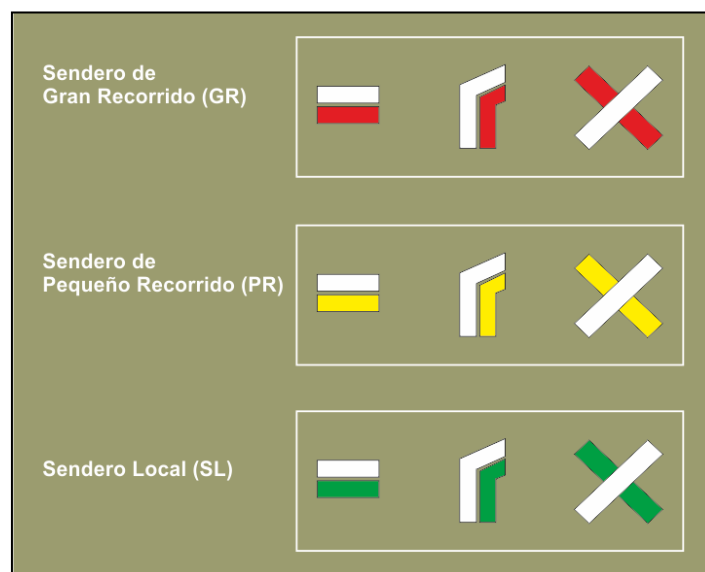 Sendero de
Gran Recorrido (GR)
Sendero de
Pequeño Recorrido (PR)
Sendero Local (SL)